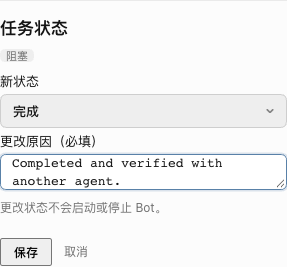 任务状态
阻塞
新状态
完成
更改原因（必填）
Completed and verified with
another agent.
更改状态不会启动或停止 Bot。
保存 取消